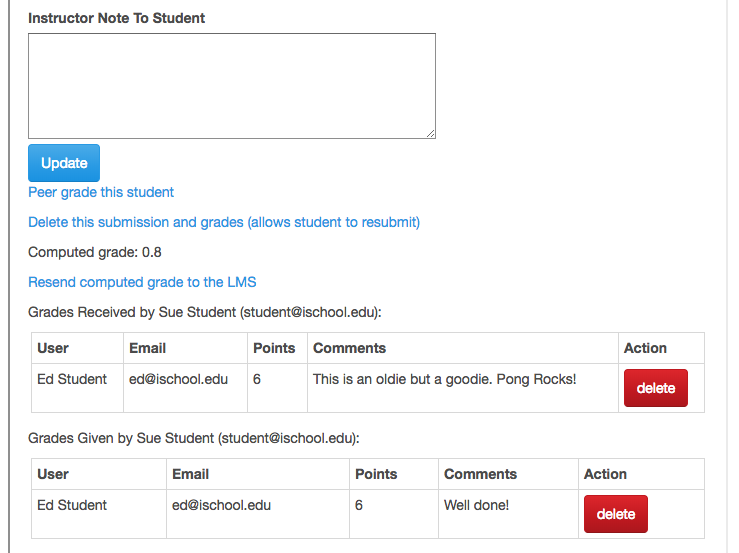 Instructor Note To Student
Update
Peer grade this student
Delete this submission and grades (allows student to resubmit)
Computed grade: 0.8
Resend computed grade to the LMS
Grades Received by Sue Student (student@ischool.edu):
User Email Points Comments Action
Ed Student ed@ischool.edu 6 This is an oldie but a goodie. Pong Rocks! delete
Grades Given by Sue Student (student@ischool.edu):
User Email Points Comments Action
Ed Student ed@ischool.edu 6 Well done! delete